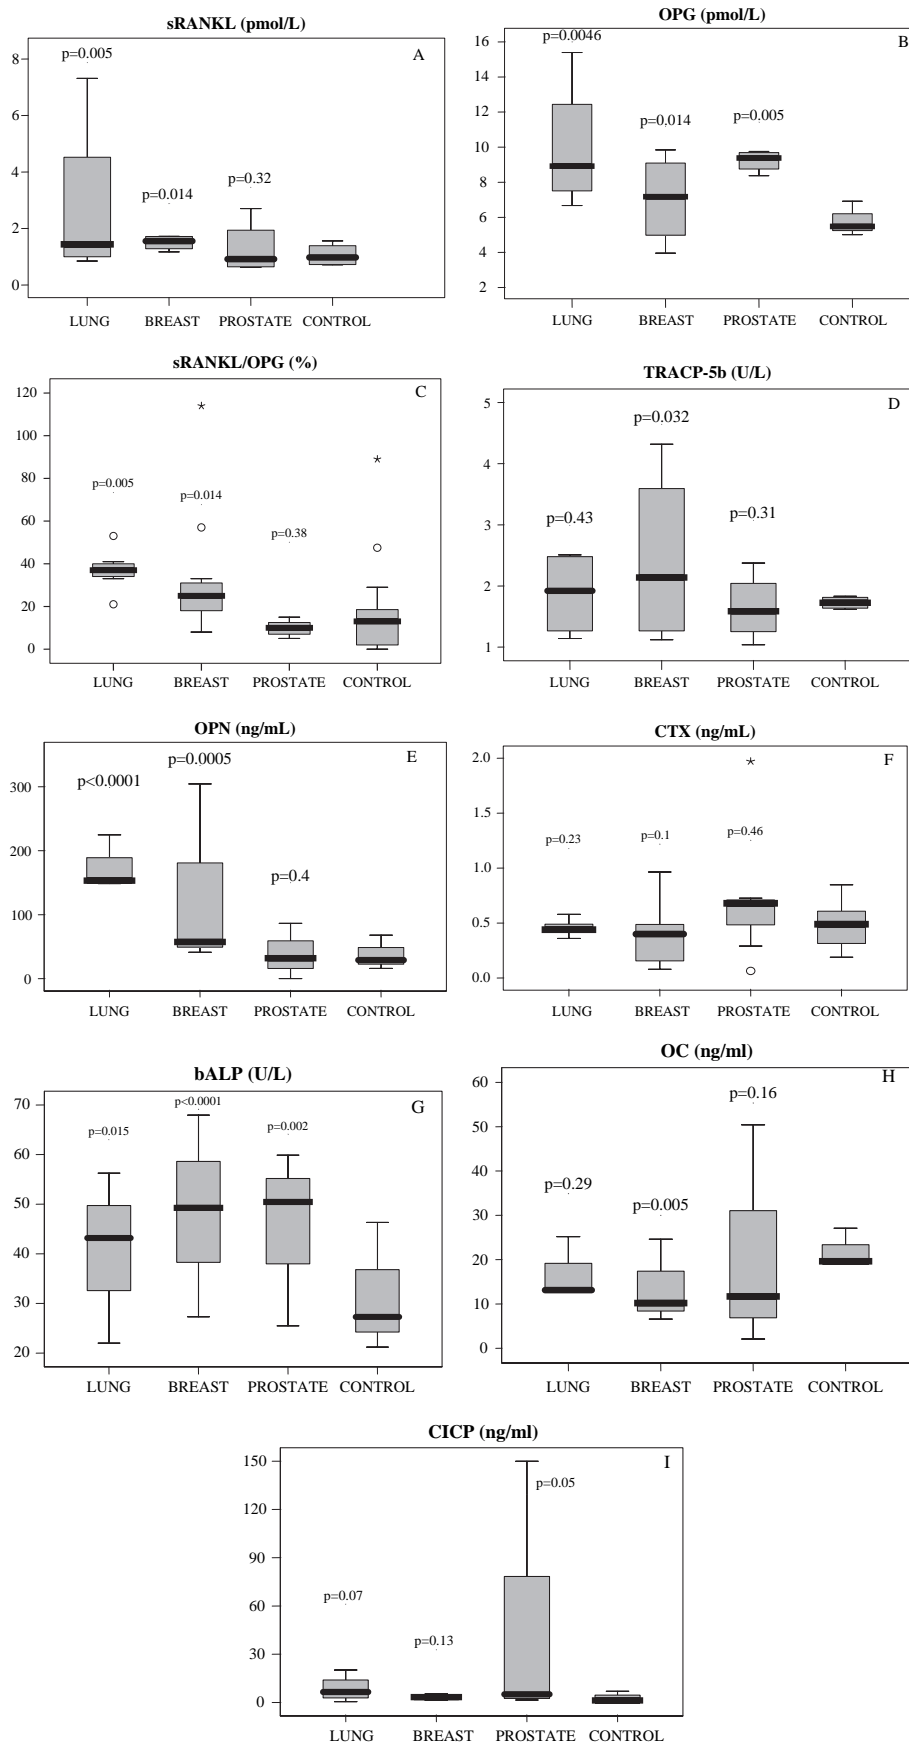 sRANKL (pmol/L)
A
8
6
4
2
0
p=0.005
p=0.014
p=0.32
LUNG BREAST PROSTATE CONTROL
OPG (pmol/L)
B
16
14
12
10
8
6
4
2
p=0.0046
p=0.014
p=0.005
LUNG BREAST PROSTATE CONTROL
sRANKL/OPG (%)
C
120
100
80
60
40
20
0
p=0.005
p=0.014
p=0.38
LUNG BREAST PROSTATE CONTROL
TRACP-5b (U/L)
D
5
4
3
2
1
p=0.43
p=0.032
p=0.31
LUNG BREAST PROSTATE CONTROL
OPN (ng/mL)
E
300
200
100
0
p<0.0001
p=0.0005
p=0.4
LUNG BREAST PROSTATE CONTROL
CTX (ng/mL)
F
2.0
1.5
1.0
0.5
0.0
p=0.23
p=0.1
p=0.46
LUNG BREAST PROSTATE CONTROL
bALP (U/L)
G
70
60
50
40
30
20
p=0.015
p<0.0001
p=0.002
LUNG BREAST PROSTATE CONTROL
OC (ng/ml)
H
60
50
40
30
20
10
0
p=0.29
p=0.005
p=0.16
LUNG BREAST PROSTATE CONTROL
CICP (ng/ml)
I
150
120
90
60
30
0
p=0.07
p=0.13
p=0.05
LUNG BREAST PROSTATE CONTROL